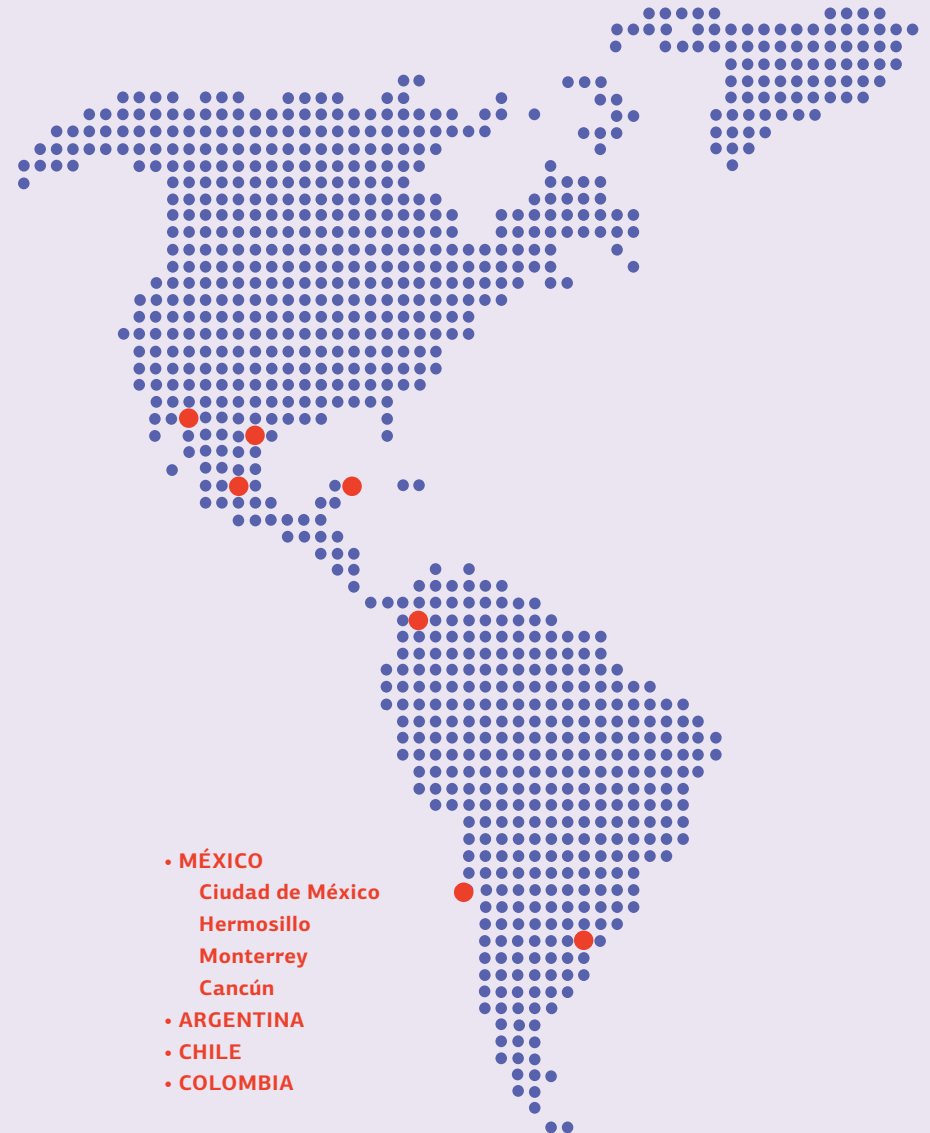 • MÉXICO
Ciudad de México
Hermosillo
Monterrey
Cancún
• ARGENTINA
• CHILE
• COLOMBIA